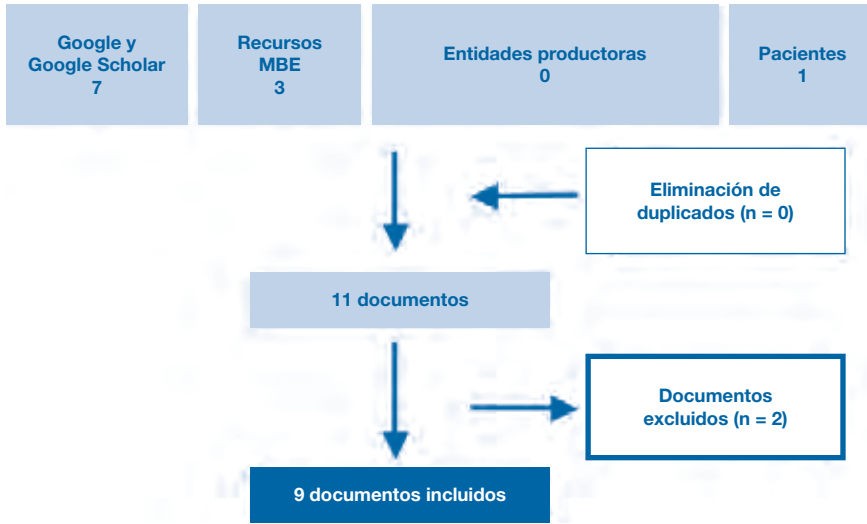 Google y
Google Scholar
7
Recursos
MBE
3
Entidades productoras
0
Pacientes
1
Eliminación de
duplicados (n = 0)
11 documentos
Documentos
excluidos (n = 2)
9 documentos incluidos